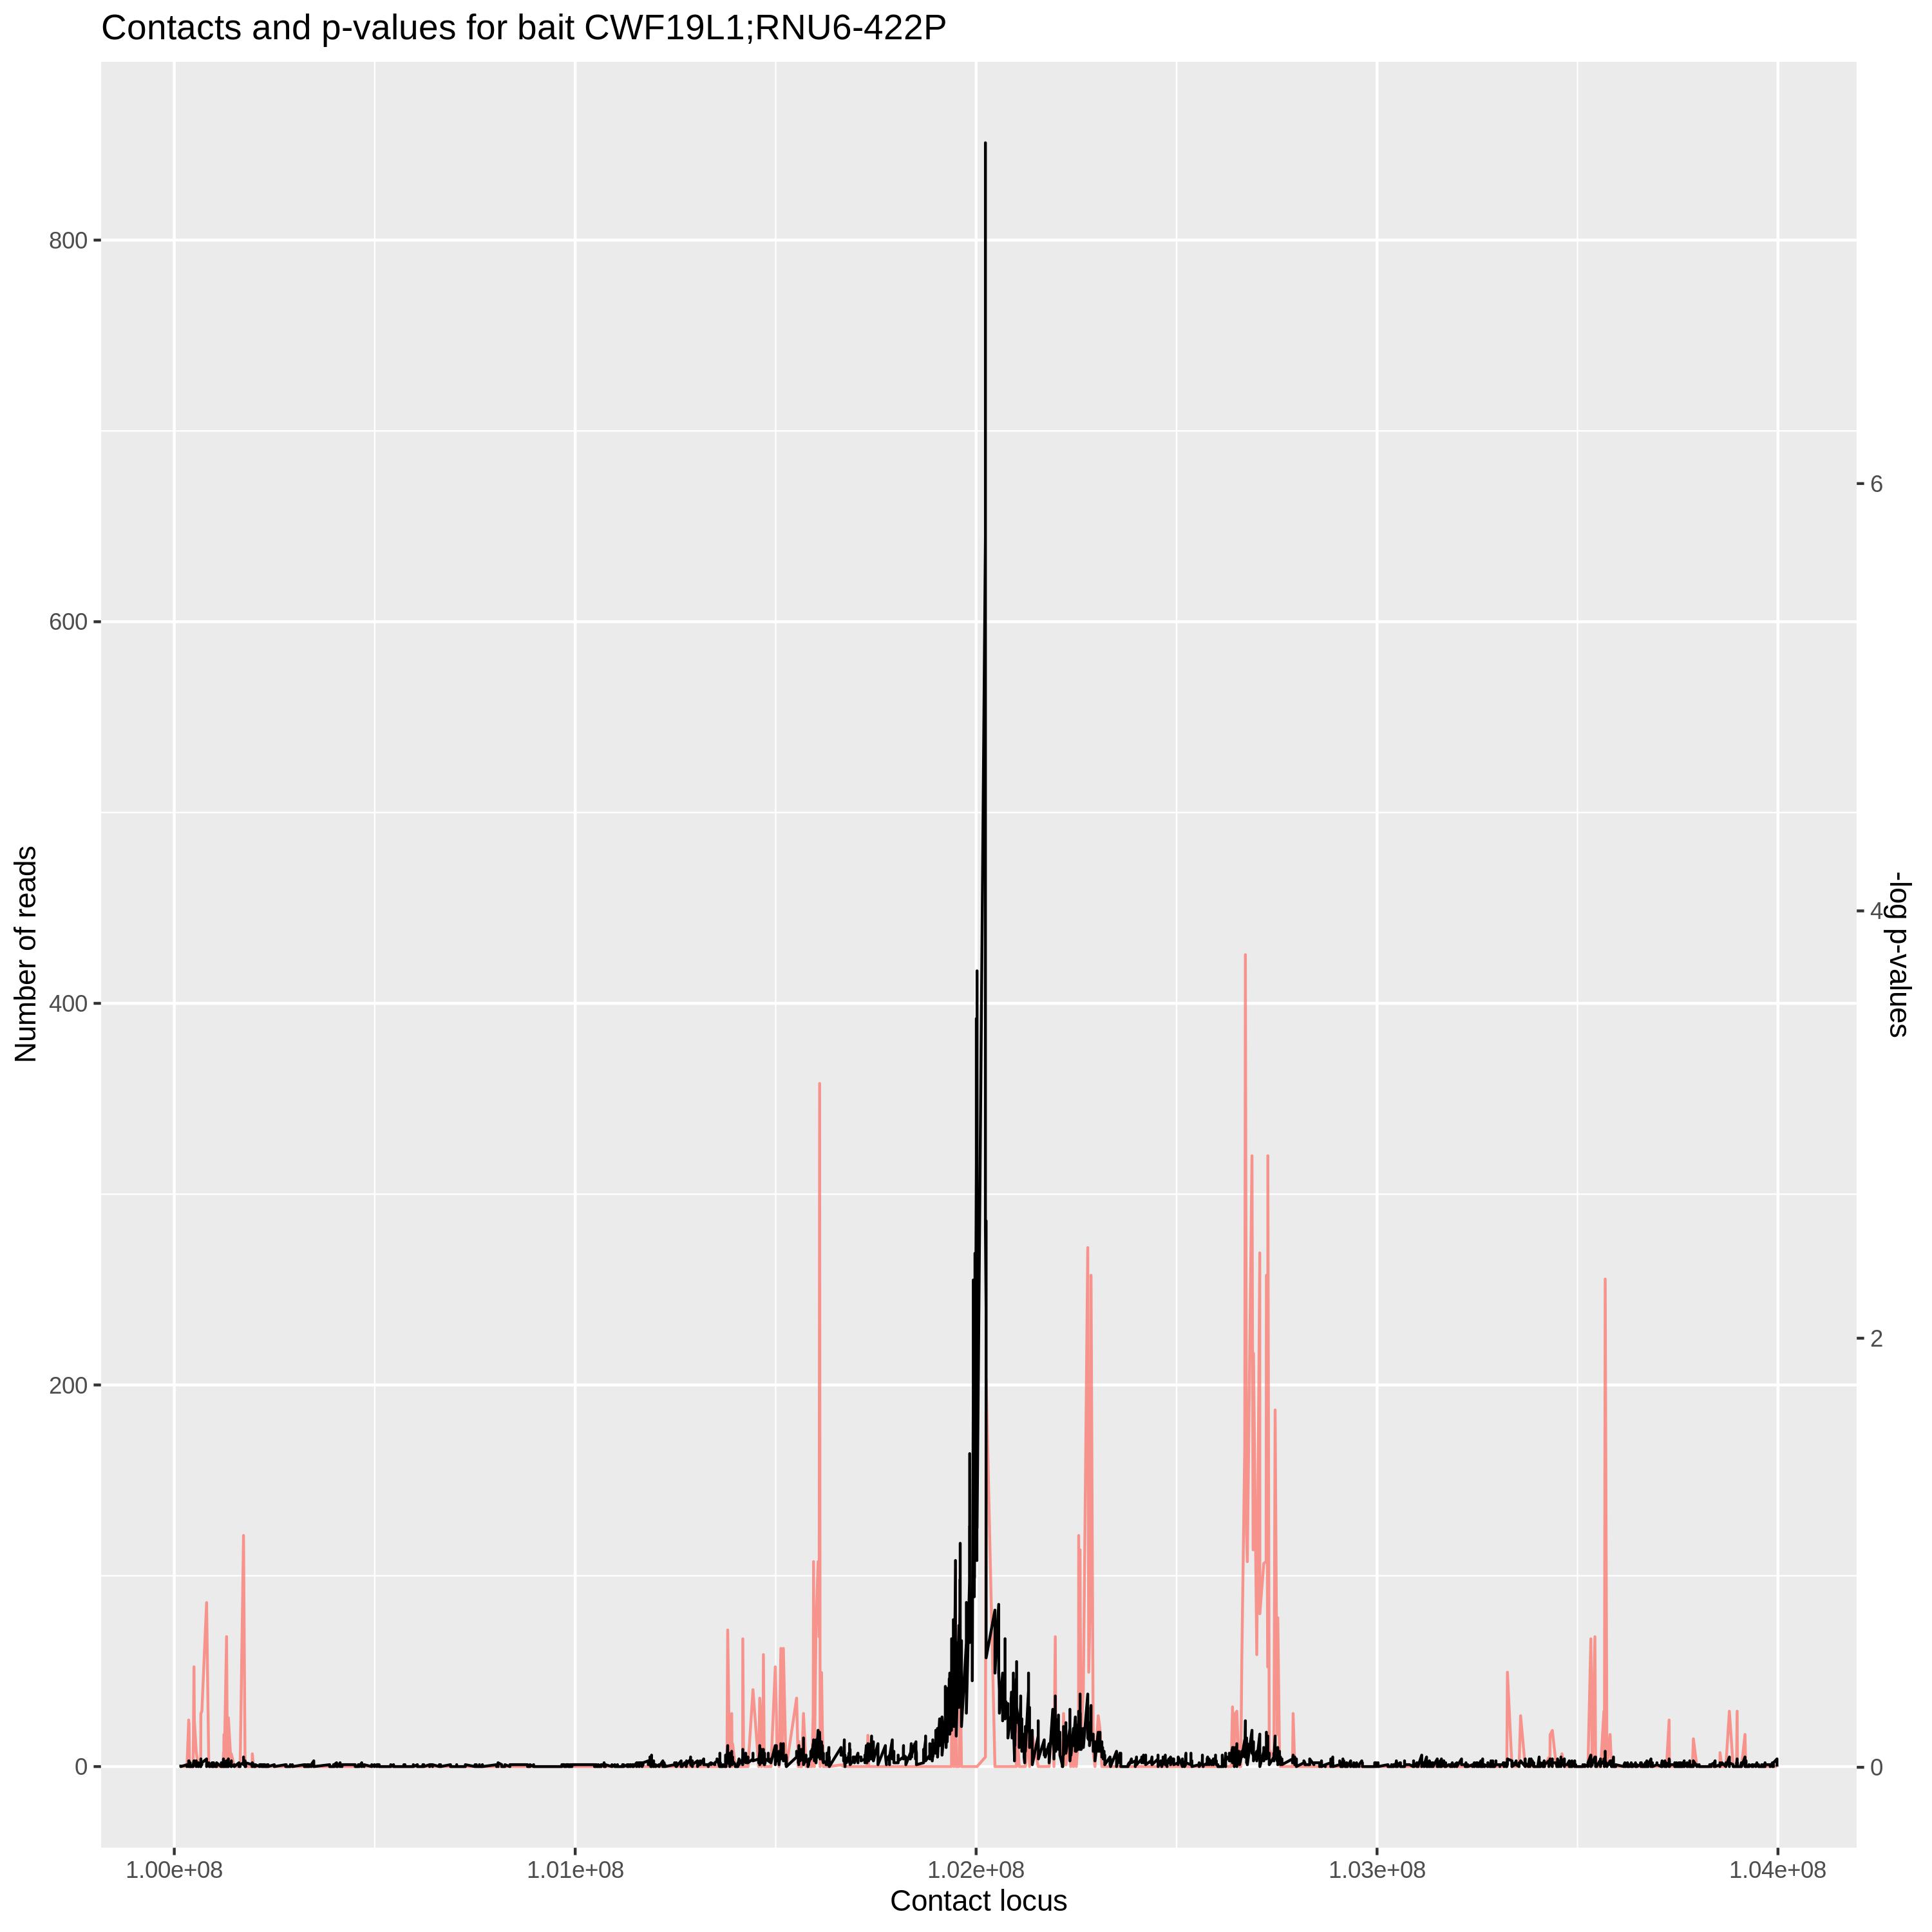 Contacts and p-values for bait CWF19L1;RNU6-422P
800
600
400
200
0
Number of reads
6
4
2
0
-log p-values
1.00e+08
1.01e+08
1.02e+08
1.03e+08
1.04e+08
Contact locus